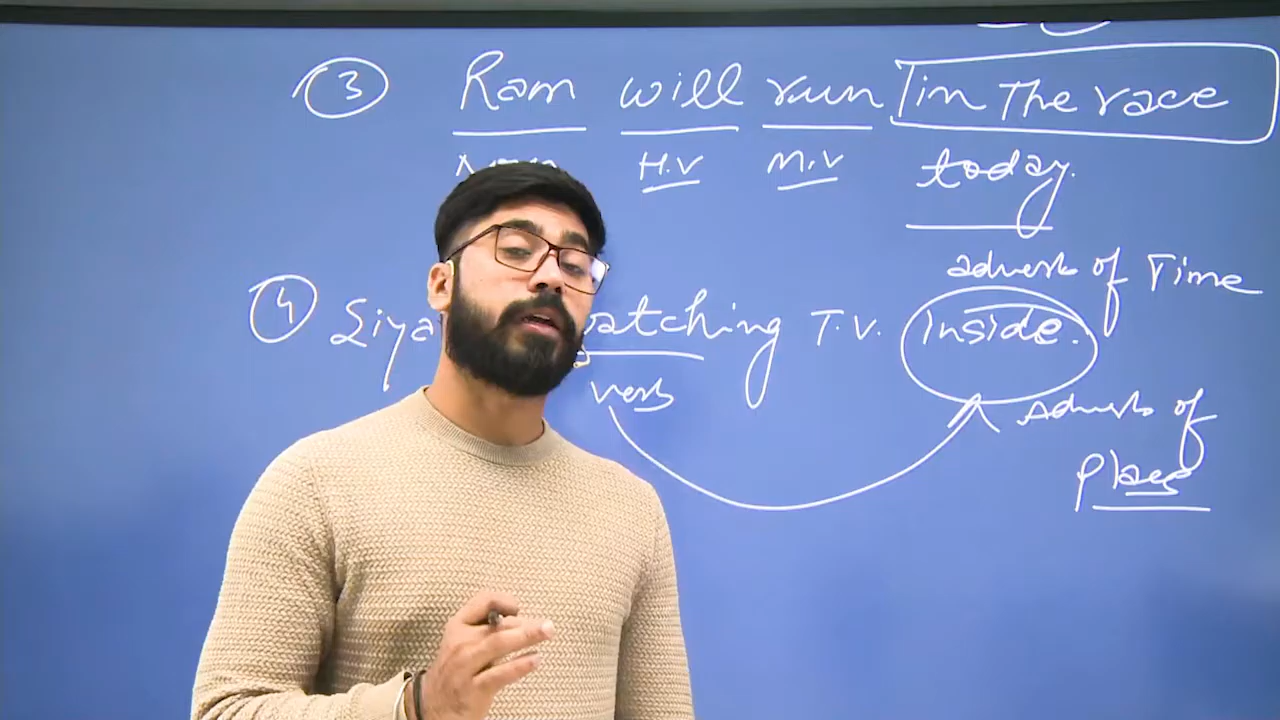 3 Ram will run in The race
H.V M.V today.
adverb of Time
4 Siya watching T.V. inside.
verb
Adverb of
Place